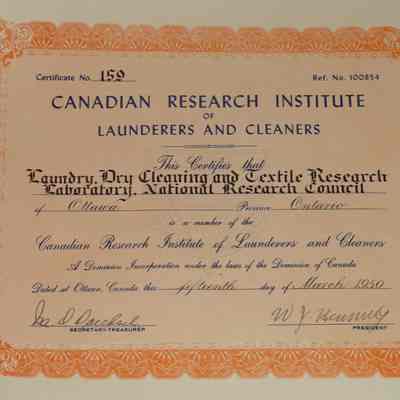 Certificate No. 159 Ref. No. 100854
CANADIAN RESEARCH INSTITUTE
OF
LAUNDERERS AND CLEANERS
This Certifies that
Laundry, Dry Cleaning and Textile Research
Laboratory, National Research Council
of Ottawa Province Ontario
is a member of the
Canadian Research Institute of Launderers and Cleaners
A Dominion Incorporation under the laws of the Dominion of Canada
Dated at Ottawa, Canada this fifteenth day of March 1950
SECRETARY-TREASURER PRESIDENT